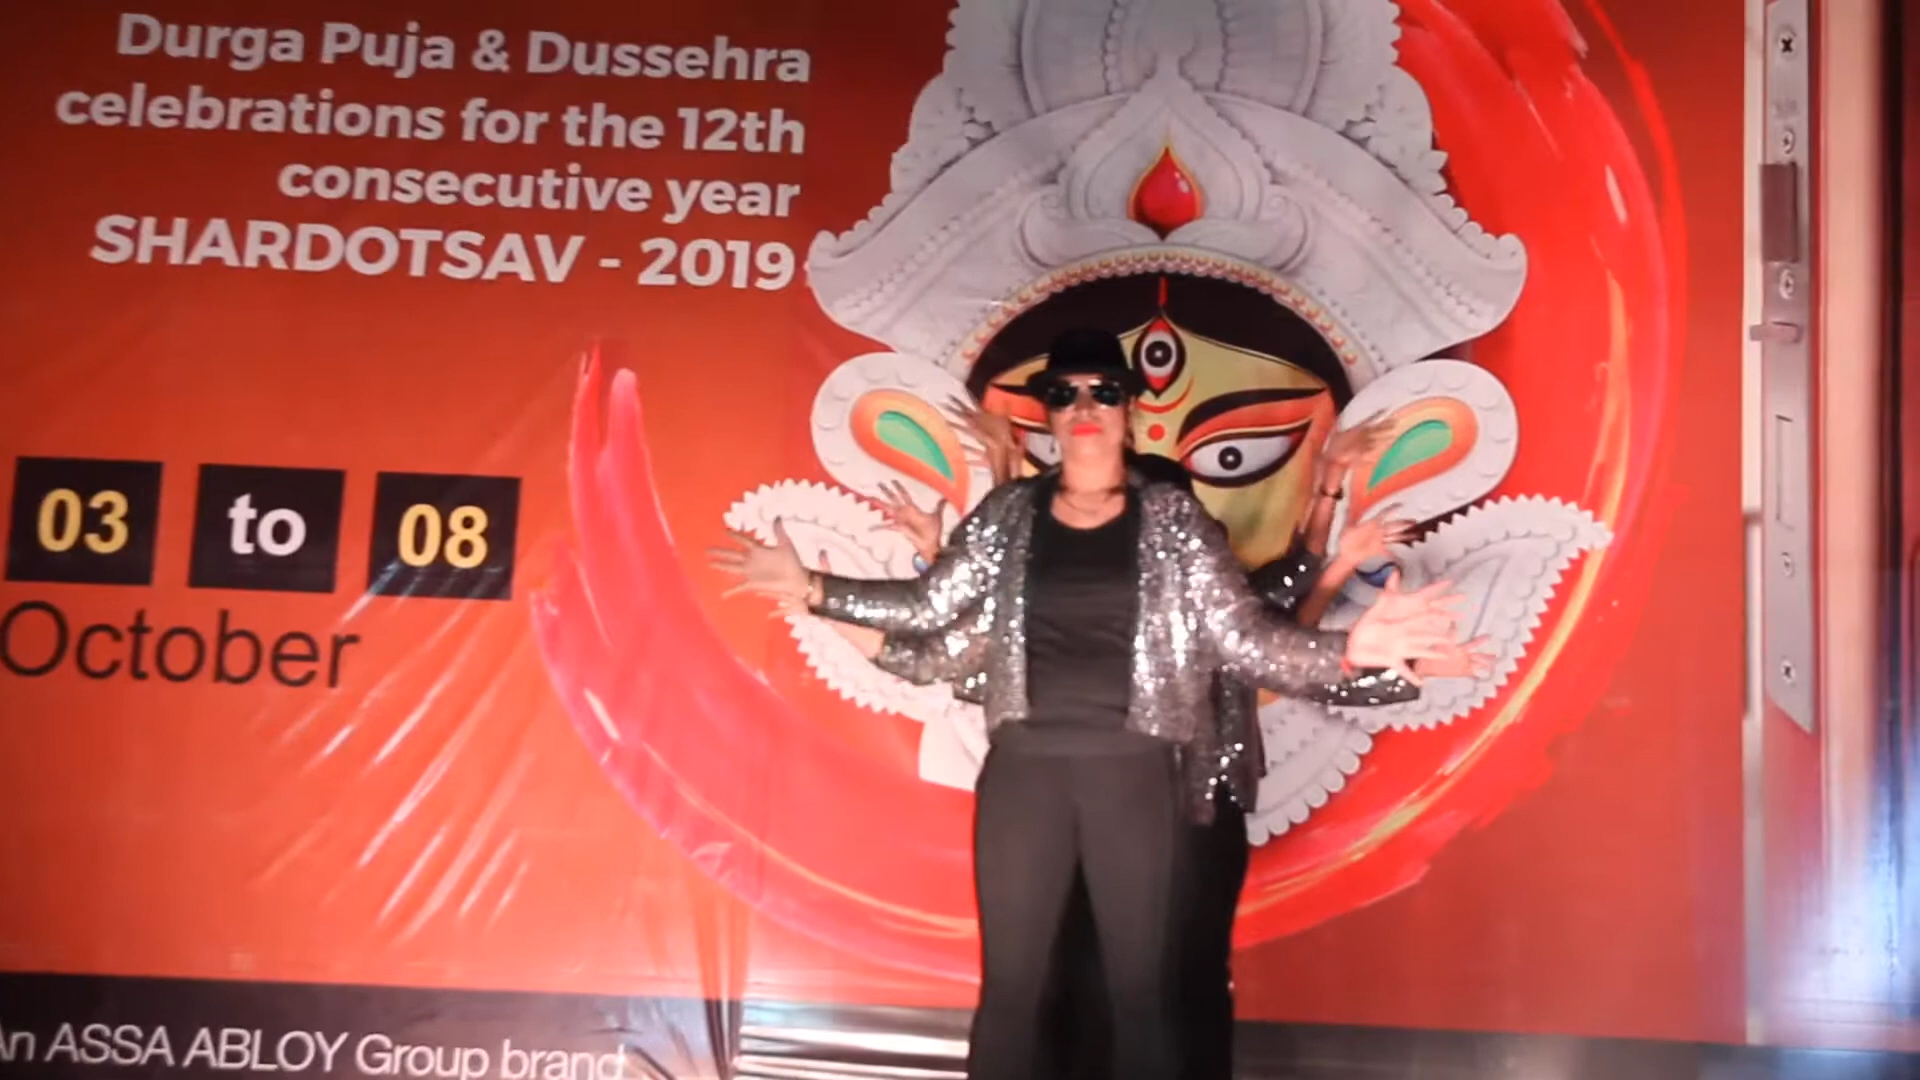 Durga Puja & Dussehra
celebrations for the 12th
consecutive year
SHARDOTSAV - 2019
03 to 08
October
An ASSA ABLOY Group brand